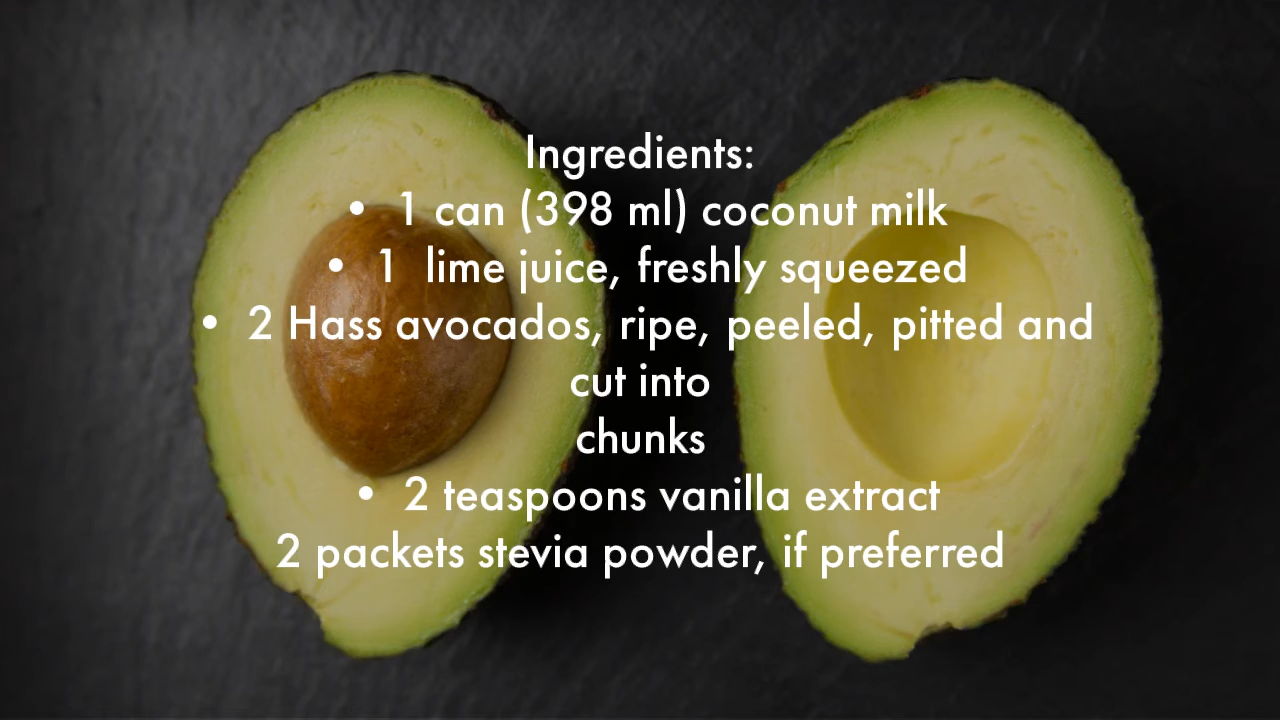 Ingredients:
• 1 can (398 ml) coconut milk
• 1 lime juice, freshly squeezed
• 2 Hass avocados, ripe, peeled, pitted and
cut into
chunks
• 2 teaspoons vanilla extract
2 packets stevia powder, if preferred